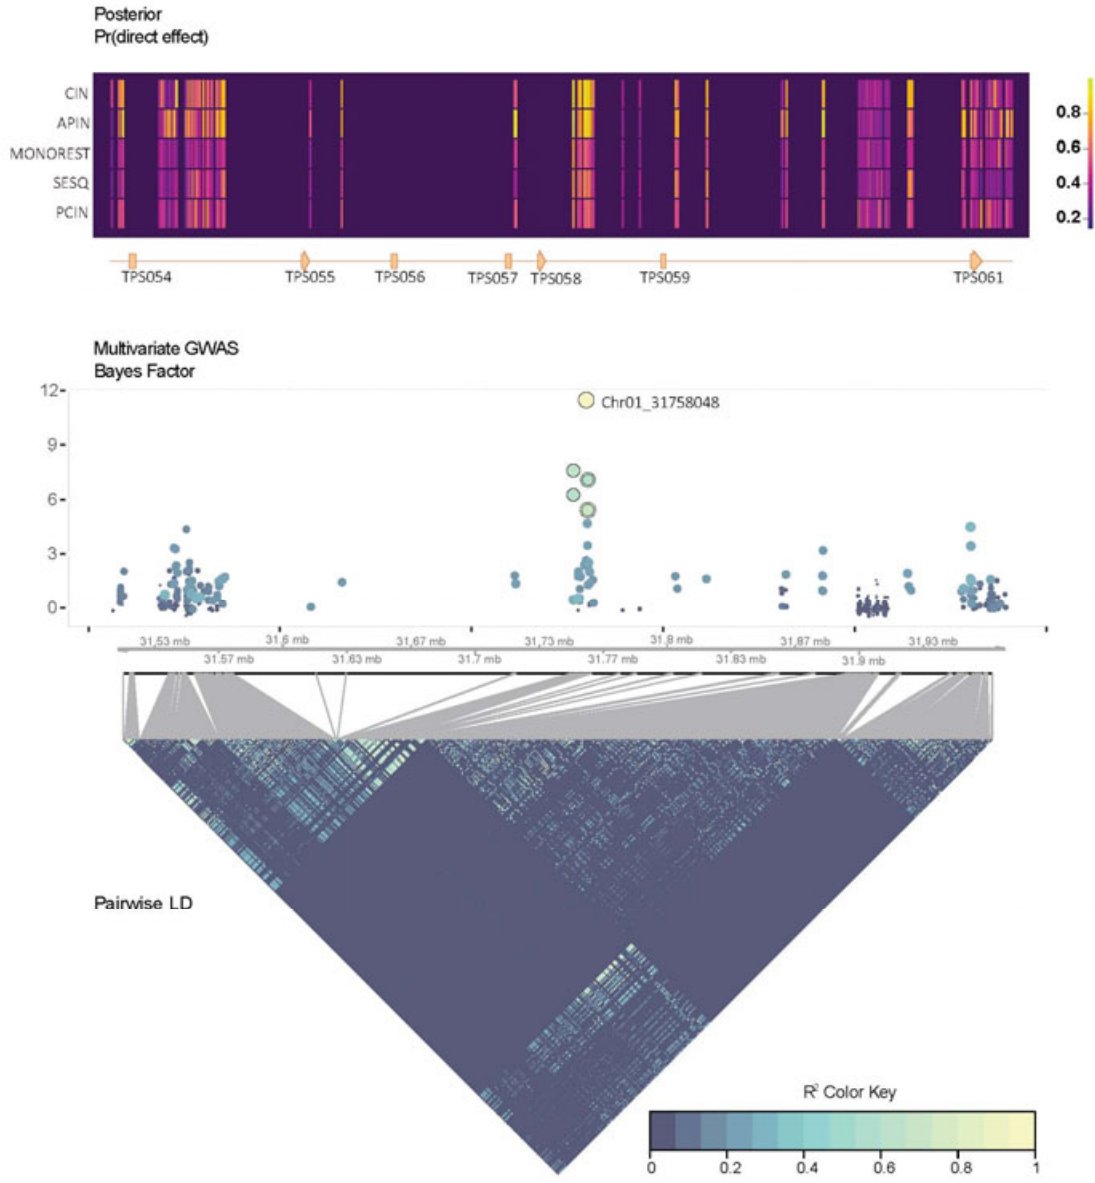 Posterior
Pr(direct effect)
CIN
APIN
MONOREST
SESQ
PCIN
0.8
0.6
0.4
0.2
TPS054 TPS055 TPS056 TPS057 TPS058 TPS059 TPS061
Multivariate GWAS
Bayes Factor
12
Chr01_31758048
9
6
3
0
31,53 mb 31,6 mb 31,67 mb 31,73 mb 31,8 mb 31,87 mb 31,93 mb
31.57 mb 31.63 mb 31.7 mb 31.77 mb 31.83 mb 31.9 mb
Pairwise LD
R² Color Key
0 0.2 0.4 0.6 0.8 1